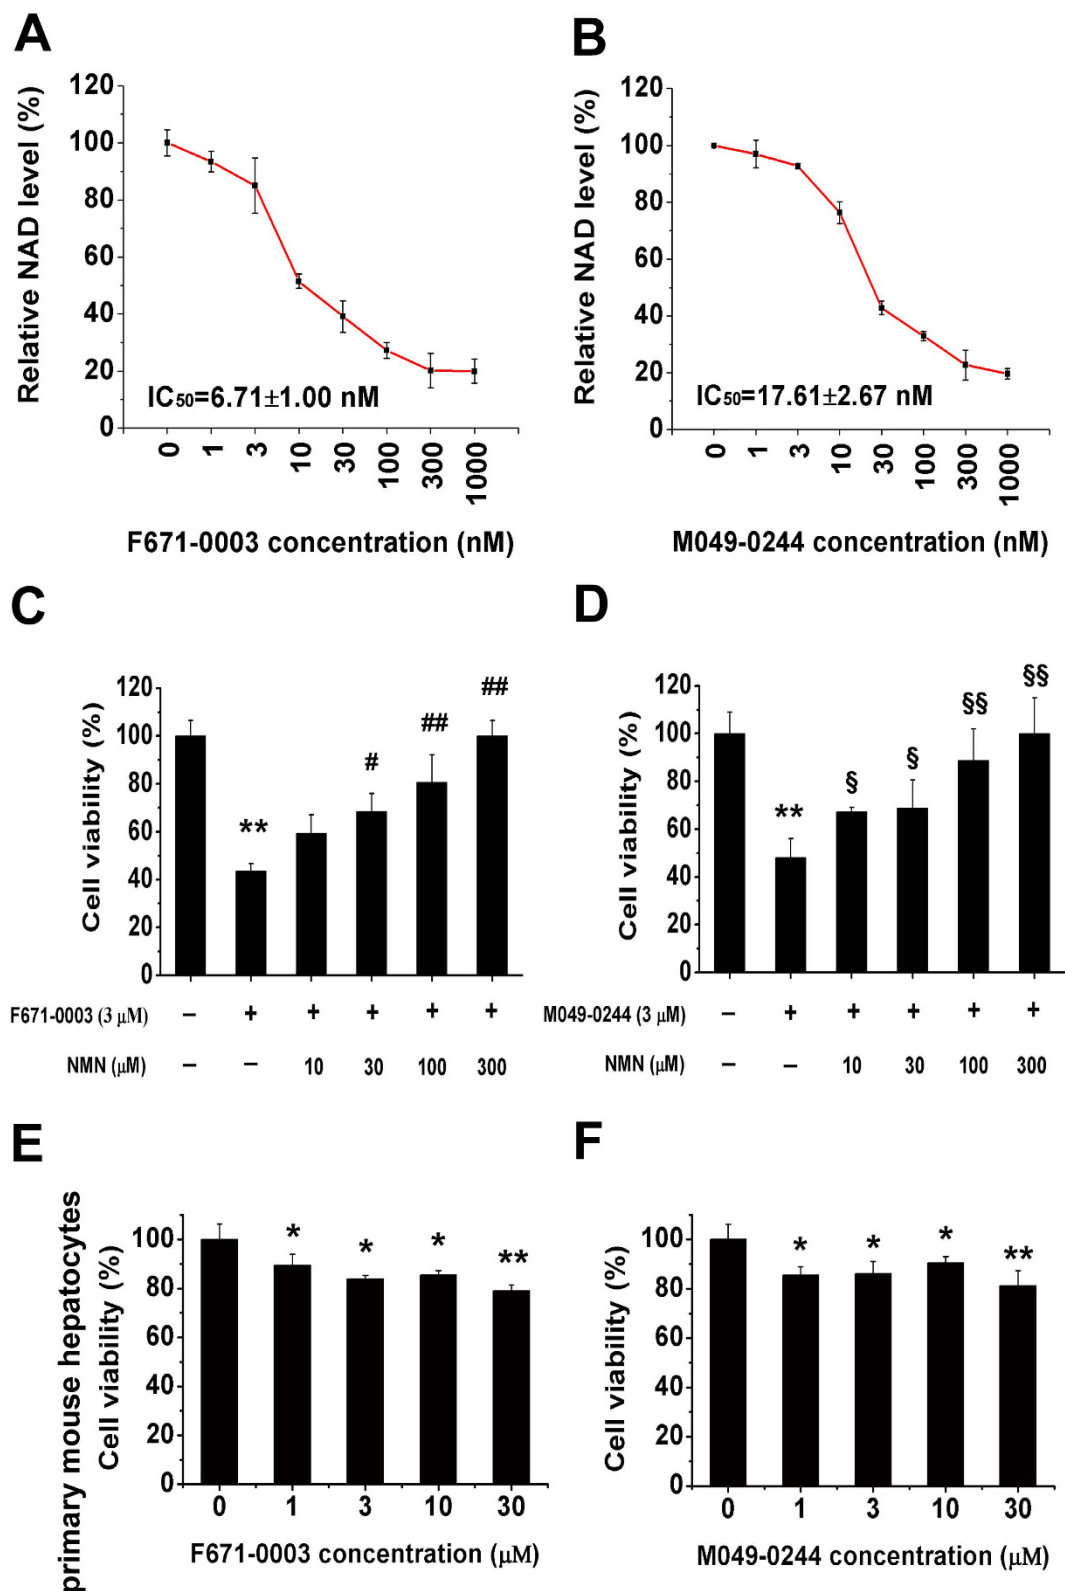 A
Relative NAD level (%)
120
100
80
60
40
20
0
IC50=6.71±1.00 nM
0 1 3 10 30 100 300 1000
F671-0003 concentration (nM)
B
Relative NAD level (%)
120
100
80
60
40
20
0
IC50=17.61±2.67 nM
0 1 3 10 30 100 300 1000
M049-0244 concentration (nM)
C
Cell viability (%)
120
100
80
60
40
20
0
** # ## ##
F671-0003 (3 μM) – + + + + +
NMN (μM) – – 10 30 100 300
D
Cell viability (%)
120
100
80
60
40
20
0
** § § §§ §§
M049-0244 (3 μM) – + + + + +
NMN (μM) – – 10 30 100 300
E
primary mouse hepatocytes
Cell viability (%)
100
80
60
40
20
0
* * * **
0 1 3 10 30
F671-0003 concentration (μM)
F
Cell viability (%)
100
80
60
40
20
0
* * * **
0 1 3 10 30
M049-0244 concentration (μM)